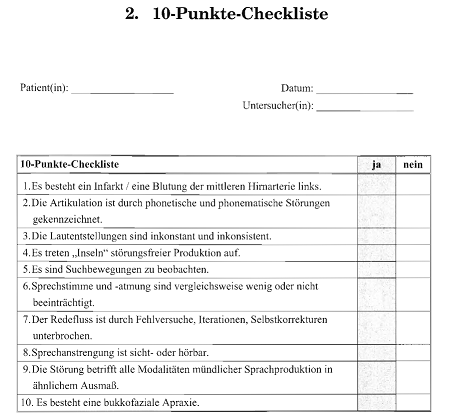 2. 10-Punkte-Checkliste
Patient(in):
Datum:
Untersucher(in):
10-Punkte-Checkliste ja nein
1.Es besteht ein Infarkt / eine Blutung der mittleren Hirnarterie links.
2.Die Artikulation ist durch phonetische und phonematische Störungen
gekennzeichnet.
3.Die Lautentstellungen sind inkonstant und inkonsistent.
4.Es treten „Inseln" störungsfreier Produktion auf.
5.Es sind Suchbewegungen zu beobachten.
6.Sprechstimme und -atmung sind vergleichsweise wenig oder nicht
beeinträchtigt.
7.Der Redefluss ist durch Fehlversuche, Iterationen, Selbstkorrekturen
unterbrochen.
8.Sprechanstrengung ist sicht- oder hörbar.
9.Die Störung betrifft alle Modalitäten mündlicher Sprachproduktion in
ähnlichem Ausmaß.
10. Es besteht eine bukkofaziale Apraxie.